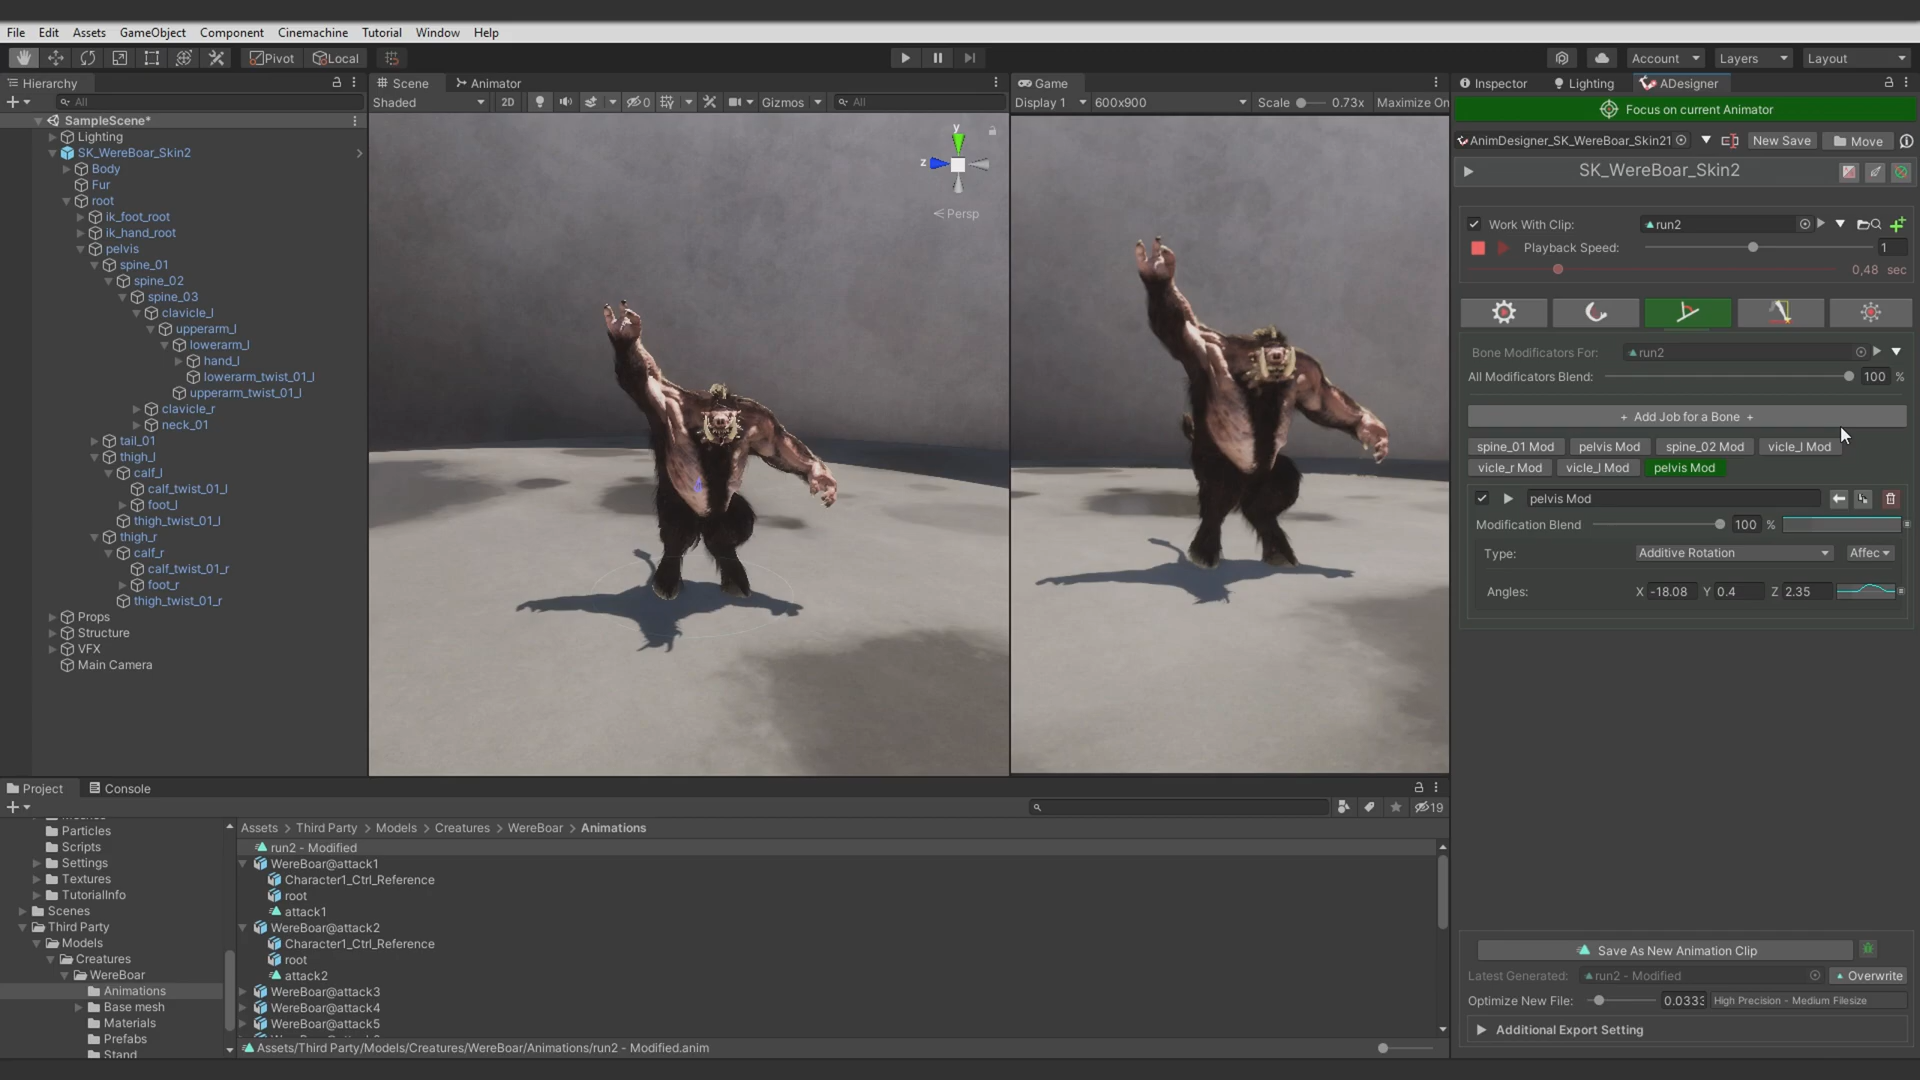 File Edit Assets GameObject Component Cinemachine Tutorial Window Help
Pivot Local Account Layers Layout
Hierarchy
All
SampleScene*
Lighting
SK_WereBoar_Skin2
Body
Fur
root
ik_foot_root
ik_hand_root
pelvis
spine_01
spine_02
spine_03
clavicle_l
upperarm_l
lowerarm_l
hand_l
lowerarm_twist_01_l
upperarm_twist_01_l
clavicle_r
neck_01
tail_01
thigh_l
calf_l
calf_twist_01_l
foot_l
thigh_twist_01_l
thigh_r
calf_r
calf_twist_01_r
foot_r
thigh_twist_01_r
Props
Structure
VFX
Main Camera
Scene Animator
Shaded 2D 0 Gizmos All
y
z
Persp
Game
Display 1 600x900 Scale 0.73x Maximize On
Inspector Lighting ADesigner
Focus on current Animator
AnimDesigner_SK_WereBoar_Skin21 New Save Move
SK_WereBoar_Skin2
Work With Clip: run2
Playback Speed: 1
0,48 sec
Bone Modificators For: run2
All Modificators Blend: 100 %
+ Add Job for a Bone +
spine_01 Mod pelvis Mod spine_02 Mod vicle_l Mod
vicle_r Mod vicle_l Mod pelvis Mod
pelvis Mod
Modification Blend 100 %
Type: Additive Rotation Affec
Angles: X -18.08 Y 0.4 Z 2.35
Save As New Animation Clip
Latest Generated: run2 - Modified Overwrite
Optimize New File: 0.033 High Precision - Medium Filesize
Additional Export Setting
Project Console
19
Particles
Scripts
Settings
Textures
TutorialInfo
Scenes
Third Party
Models
Creatures
WereBoar
Animations
Base mesh
Materials
Prefabs
Stand
Assets > Third Party > Models > Creatures > WereBoar > Animations
run2 - Modified
WereBoar@attack1
Character1_Ctrl_Reference
root
attack1
WereBoar@attack2
Character1_Ctrl_Reference
root
attack2
WereBoar@attack3
WereBoar@attack4
WereBoar@attack5
Assets/Third Party/Models/Creatures/WereBoar/Animations/run2 - Modified.anim